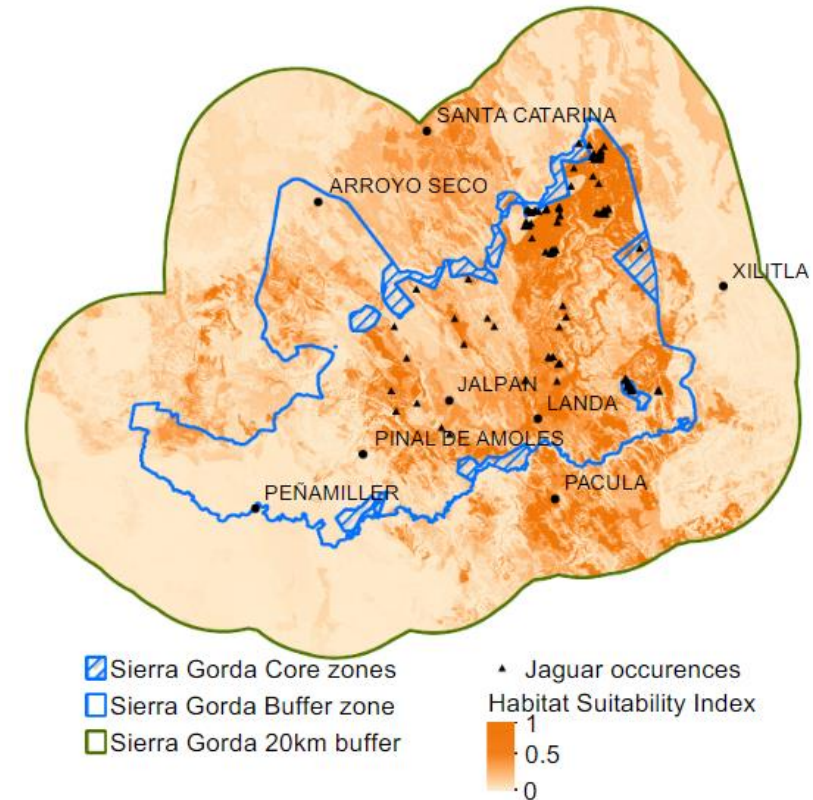 SANTA CATARINA
ARROYO SECO
XILITLA
JALPAN
LANDA
PINAL DE AMOLES
PACULA
PEÑAMILLER
Sierra Gorda Core zones
Sierra Gorda Buffer zone
Sierra Gorda 20km buffer
Jaguar occurences
Habitat Suitability Index
1
0.5
0